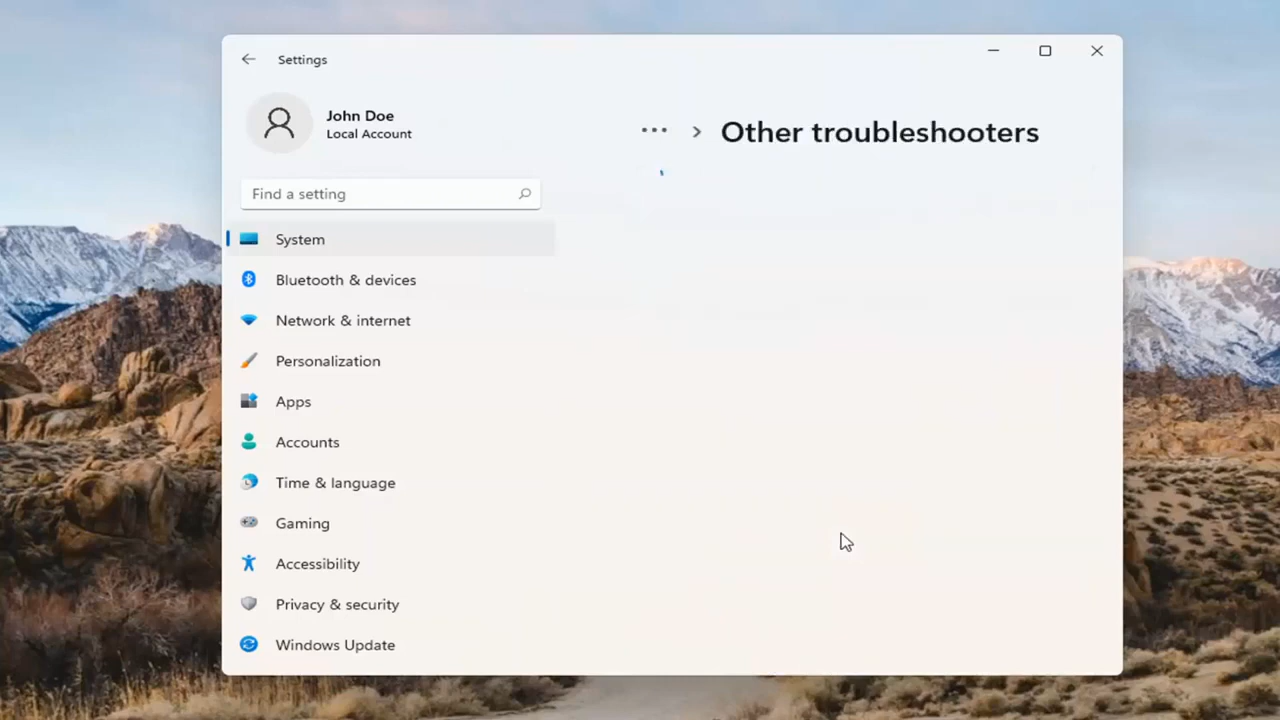 Settings
John Doe
Local Account
Other troubleshooters
Find a setting
System
Bluetooth & devices
Network & internet
Personalization
Apps
Accounts
Time & language
Gaming
Accessibility
Privacy & security
Windows Update